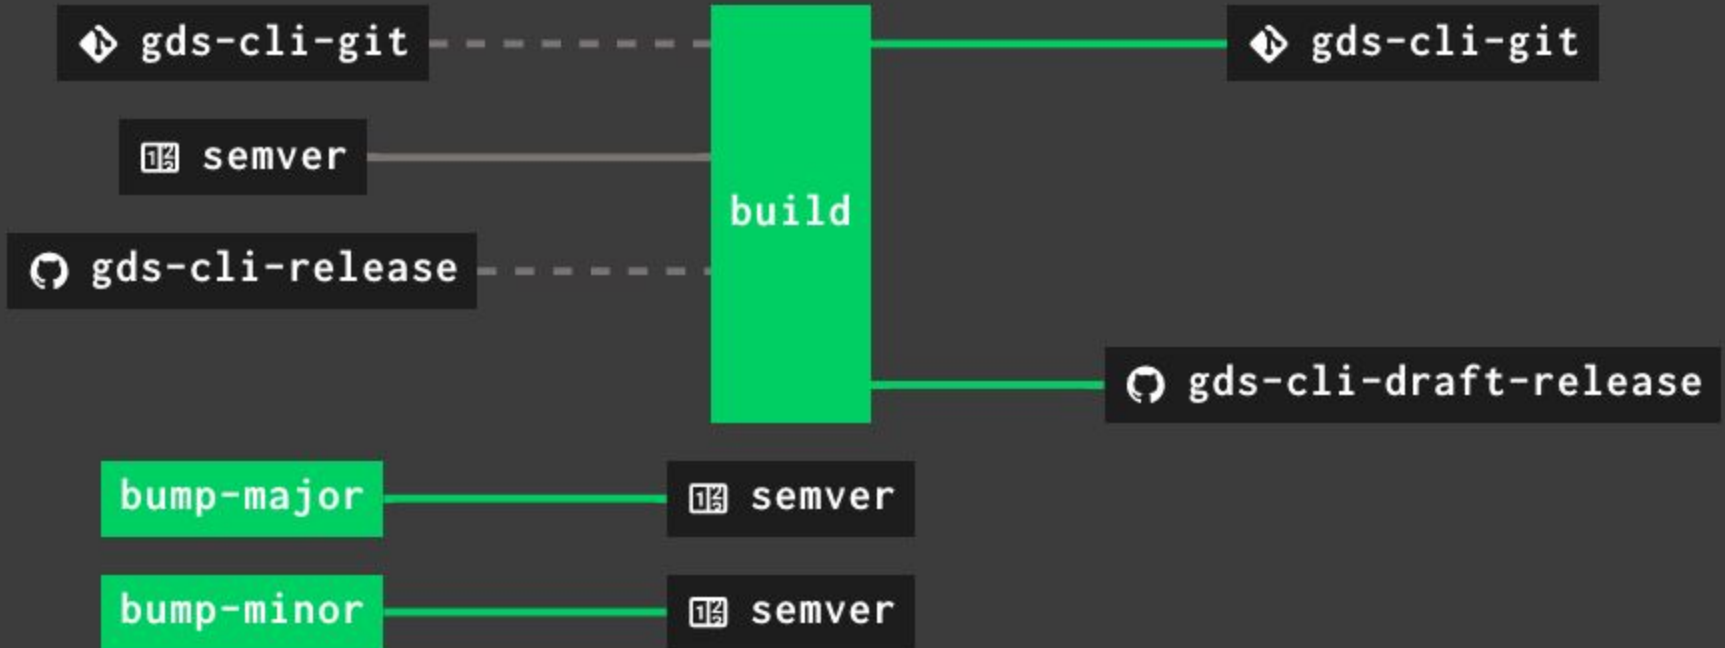 gds-cli-git
gds-cli-git
semver
build
gds-cli-release
gds-cli-draft-release
bump-major
semver
bump-minor
semver